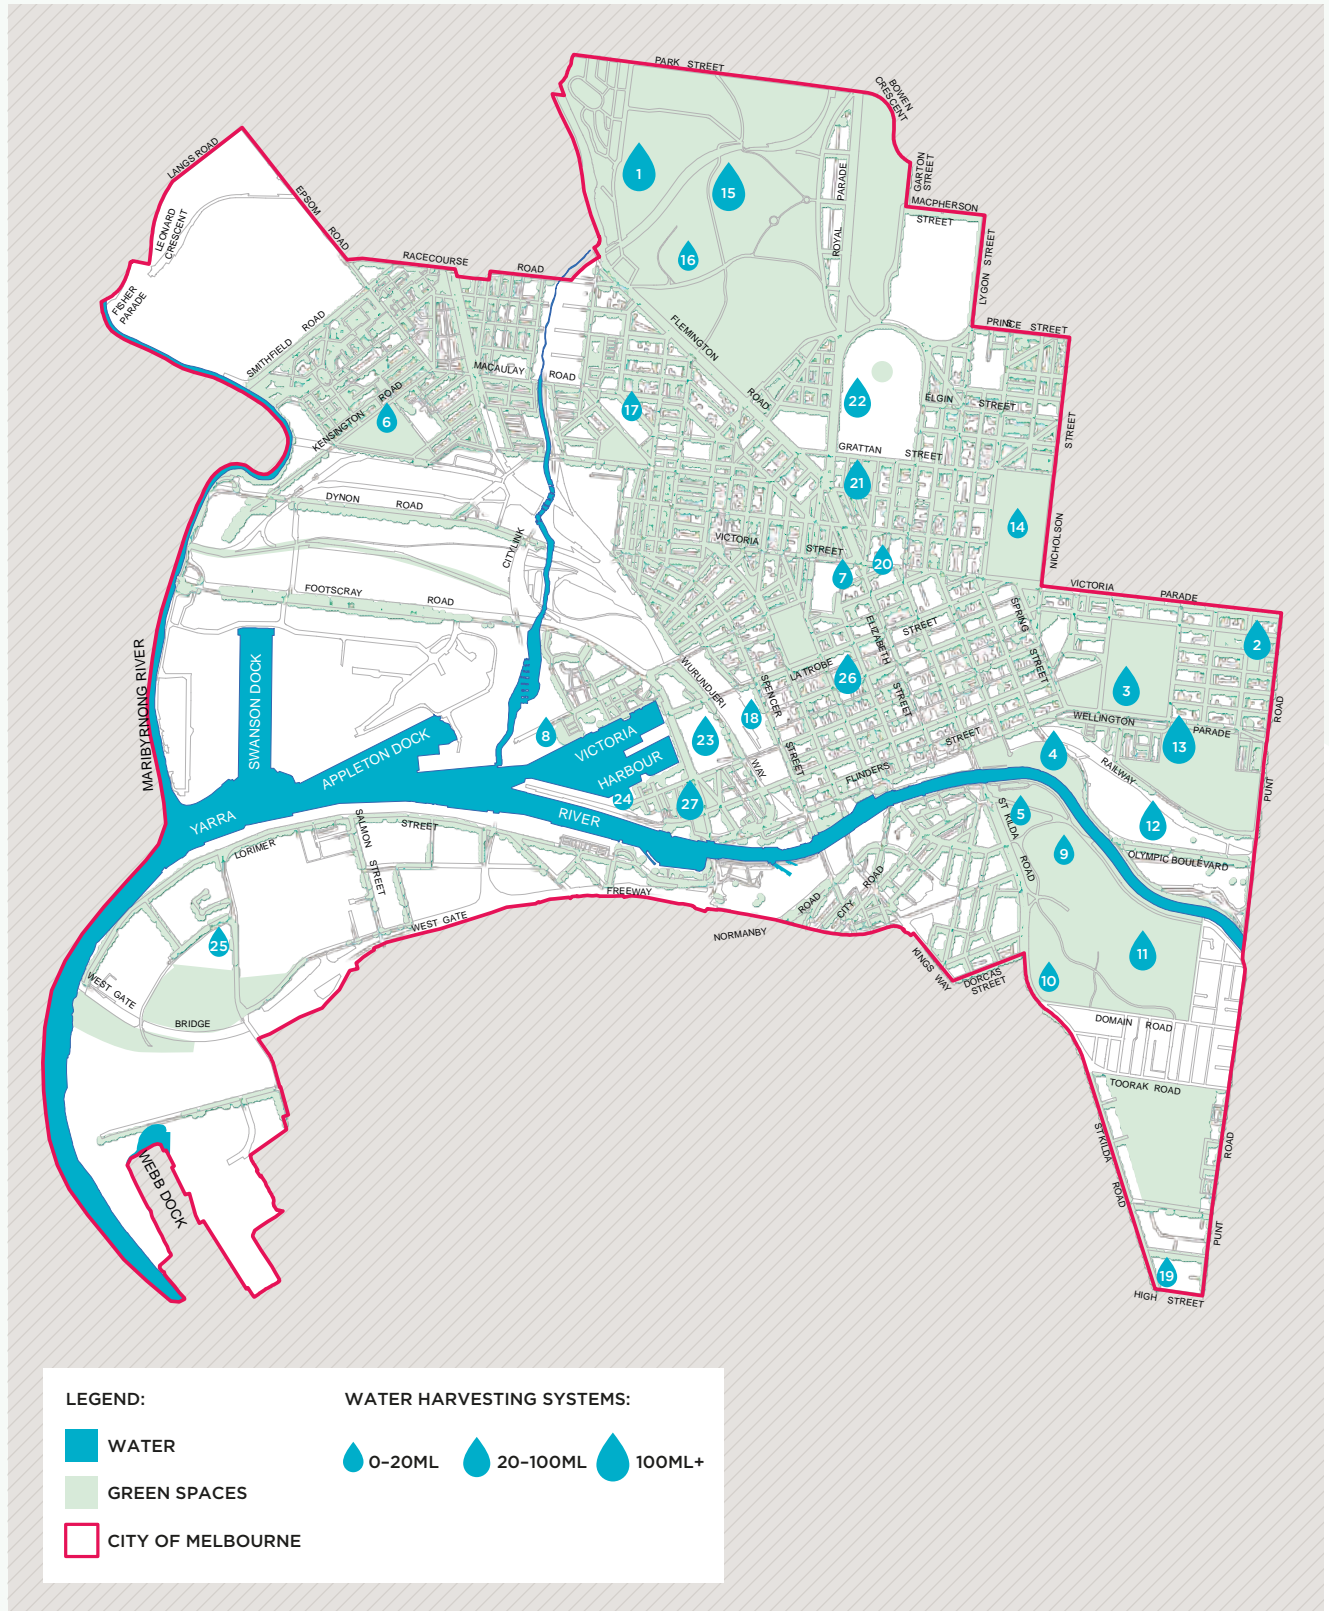 PARK STREET
BOWEN
CRESCENT
LANGS ROAD
GARTON
STREET
EPSOM
ROAD
LEONARD
CRESCENT
PARADE
ROYAL
MACPHERSON
STREET
LYGON STREET
RACECOURSE ROAD
FISHER
PARADE
SMITHFIELD ROAD
FLEMINGTON
ROAD
PRINCE STREET
MACAULAY ROAD
KENSINGTON ROAD
ELGIN STREET
STREET
NICHOLSON
GRATTAN STREET
DYNON ROAD
CITYLINK
VICTORIA STREET
FOOTSCRAY ROAD
VICTORIA PARADE
SPRING
STREET
ELIZABETH
STREET
LA TROBE STREET
MARIBYRNONG RIVER
WURUNDJERI
WAY
SPENCER
STREET
SWANSON DOCK
APPLETON DOCK
VICTORIA
HARBOUR
WELLINGTON PARADE
RAILWAY
ROAD
PUNT
FLINDERS STREET
YARRA
RIVER
LORIMER STREET
SALMON
STREET
ST KILDA
ROAD
OLYMPIC BOULEVARD
FREEWAY
WEST GATE
ROAD
CITY ROAD
NORMANBY
KINGS WAY
DORCAS
STREET
WEST GATE
BRIDGE
DOMAIN ROAD
TOORAK ROAD
ST KILDA
ROAD
ROAD
PUNT
WEBB DOCK
HIGH STREET
1
15
16
17
6
22
21
14
20
7
2
26
3
18
8
23
13
4
24
27
5
12
9
25
11
10
19
LEGEND:
WATER
GREEN SPACES
CITY OF MELBOURNE
WATER HARVESTING SYSTEMS:
0–20ML
20–100ML
100ML+